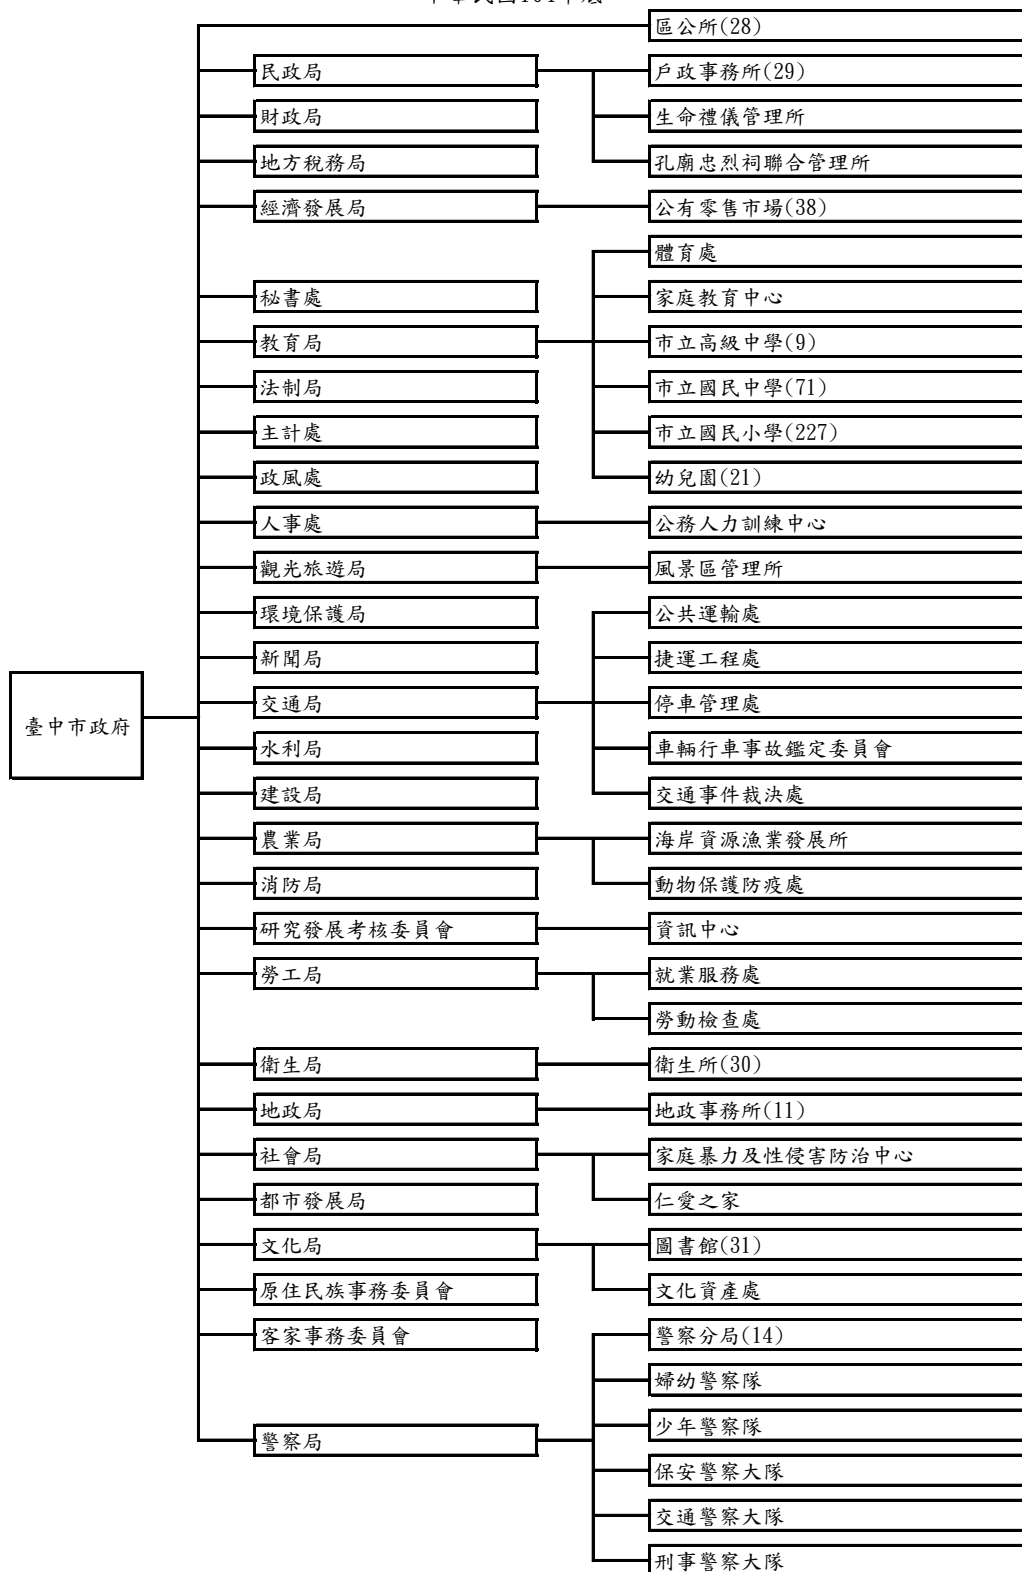 區公所(28)
民政局
戶政事務所(29)
財政局
生命禮儀管理所
地方稅務局
孔廟忠烈祠聯合管理所
經濟發展局
公有零售市場(38)
體育處
秘書處
家庭教育中心
教育局
市立高級中學(9)
法制局
市立國民中學(71)
主計處
市立國民小學(227)
政風處
幼兒園(21)
人事處
公務人力訓練中心
觀光旅遊局
風景區管理所
環境保護局
公共運輸處
新聞局
捷運工程處
臺中市政府
交通局
停車管理處
水利局
車輛行車事故鑑定委員會
建設局
交通事件裁決處
農業局
海岸資源漁業發展所
消防局
動物保護防疫處
研究發展考核委員會
資訊中心
勞工局
就業服務處
勞動檢查處
衛生局
衛生所(30)
地政局
地政事務所(11)
社會局
家庭暴力及性侵害防治中心
都市發展局
仁愛之家
文化局
圖書館(31)
原住民族事務委員會
文化資產處
客家事務委員會
警察分局(14)
婦幼警察隊
警察局
少年警察隊
保安警察大隊
交通警察大隊
刑事警察大隊